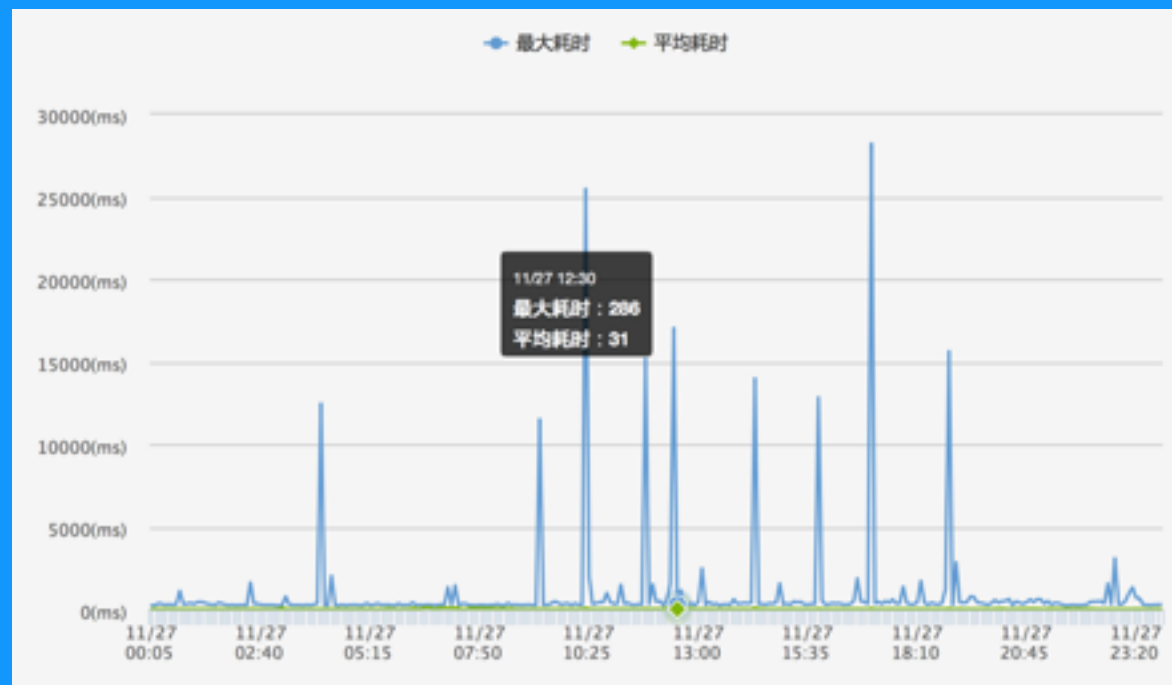 最大耗时 平均耗时
30000(ms)
25000(ms)
20000(ms)
15000(ms)
10000(ms)
5000(ms)
0(ms)
11/27 12:30
最大耗时：286
平均耗时：31
11/27 11/27 11/27 11/27 11/27 11/27 11/27 11/27 11/27 11/27
00:05 02:40 05:15 07:50 10:25 13:00 15:35 18:10 20:45 23:20